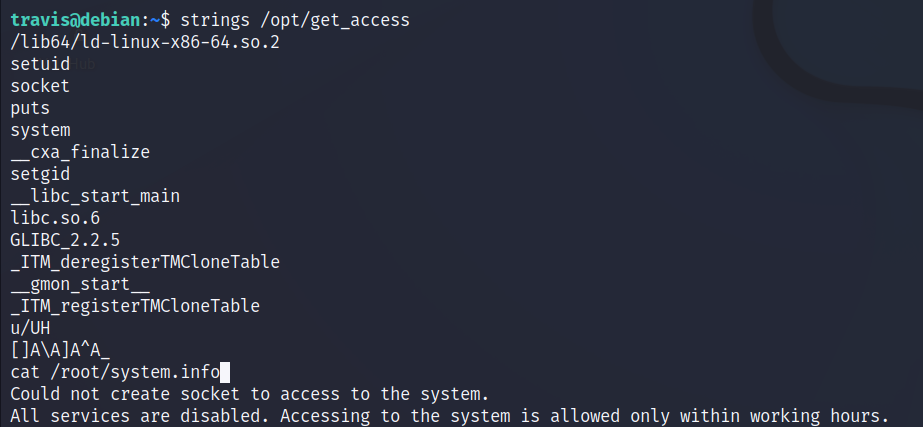 travis@debian:~$ strings /opt/get_access
/lib64/ld-linux-x86-64.so.2
setuid
socket
puts
system
__cxa_finalize
setgid
__libc_start_main
libc.so.6
GLIBC_2.2.5
_ITM_deregisterTMCloneTable
__gmon_start__
_ITM_registerTMCloneTable
u/UH
[]A\A]A^A_
cat /root/system.info
Could not create socket to access to the system.
All services are disabled. Accessing to the system is allowed only within working hours.